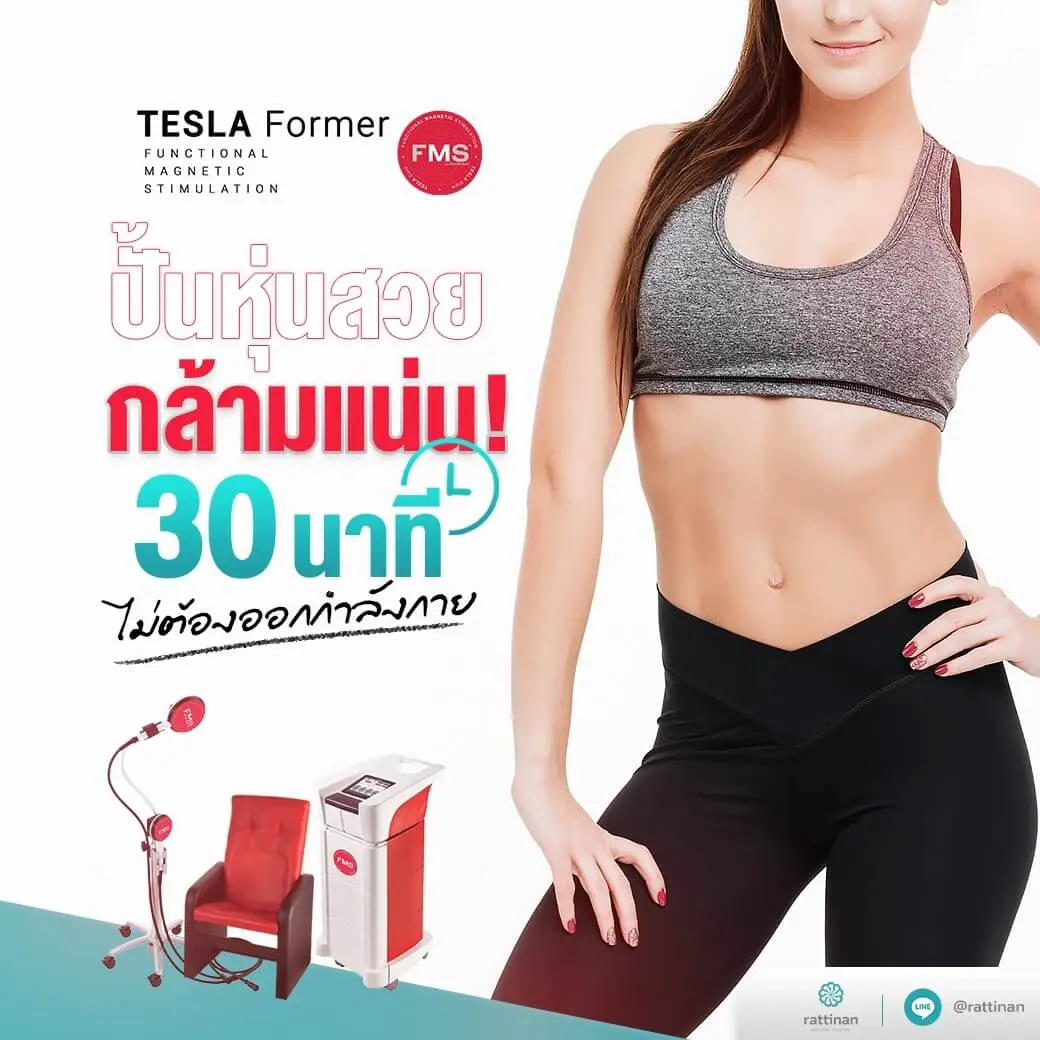 TESLA Former
FUNCTIONAL
MAGNETIC
STIMULATION
FMS
ปั้นหุ่นสวย
กล้ามแน่น!
30 นาที
ไม่ต้องออกกำลังกาย
FMS
FMS
FMS
rattinan
LINE
@rattinan